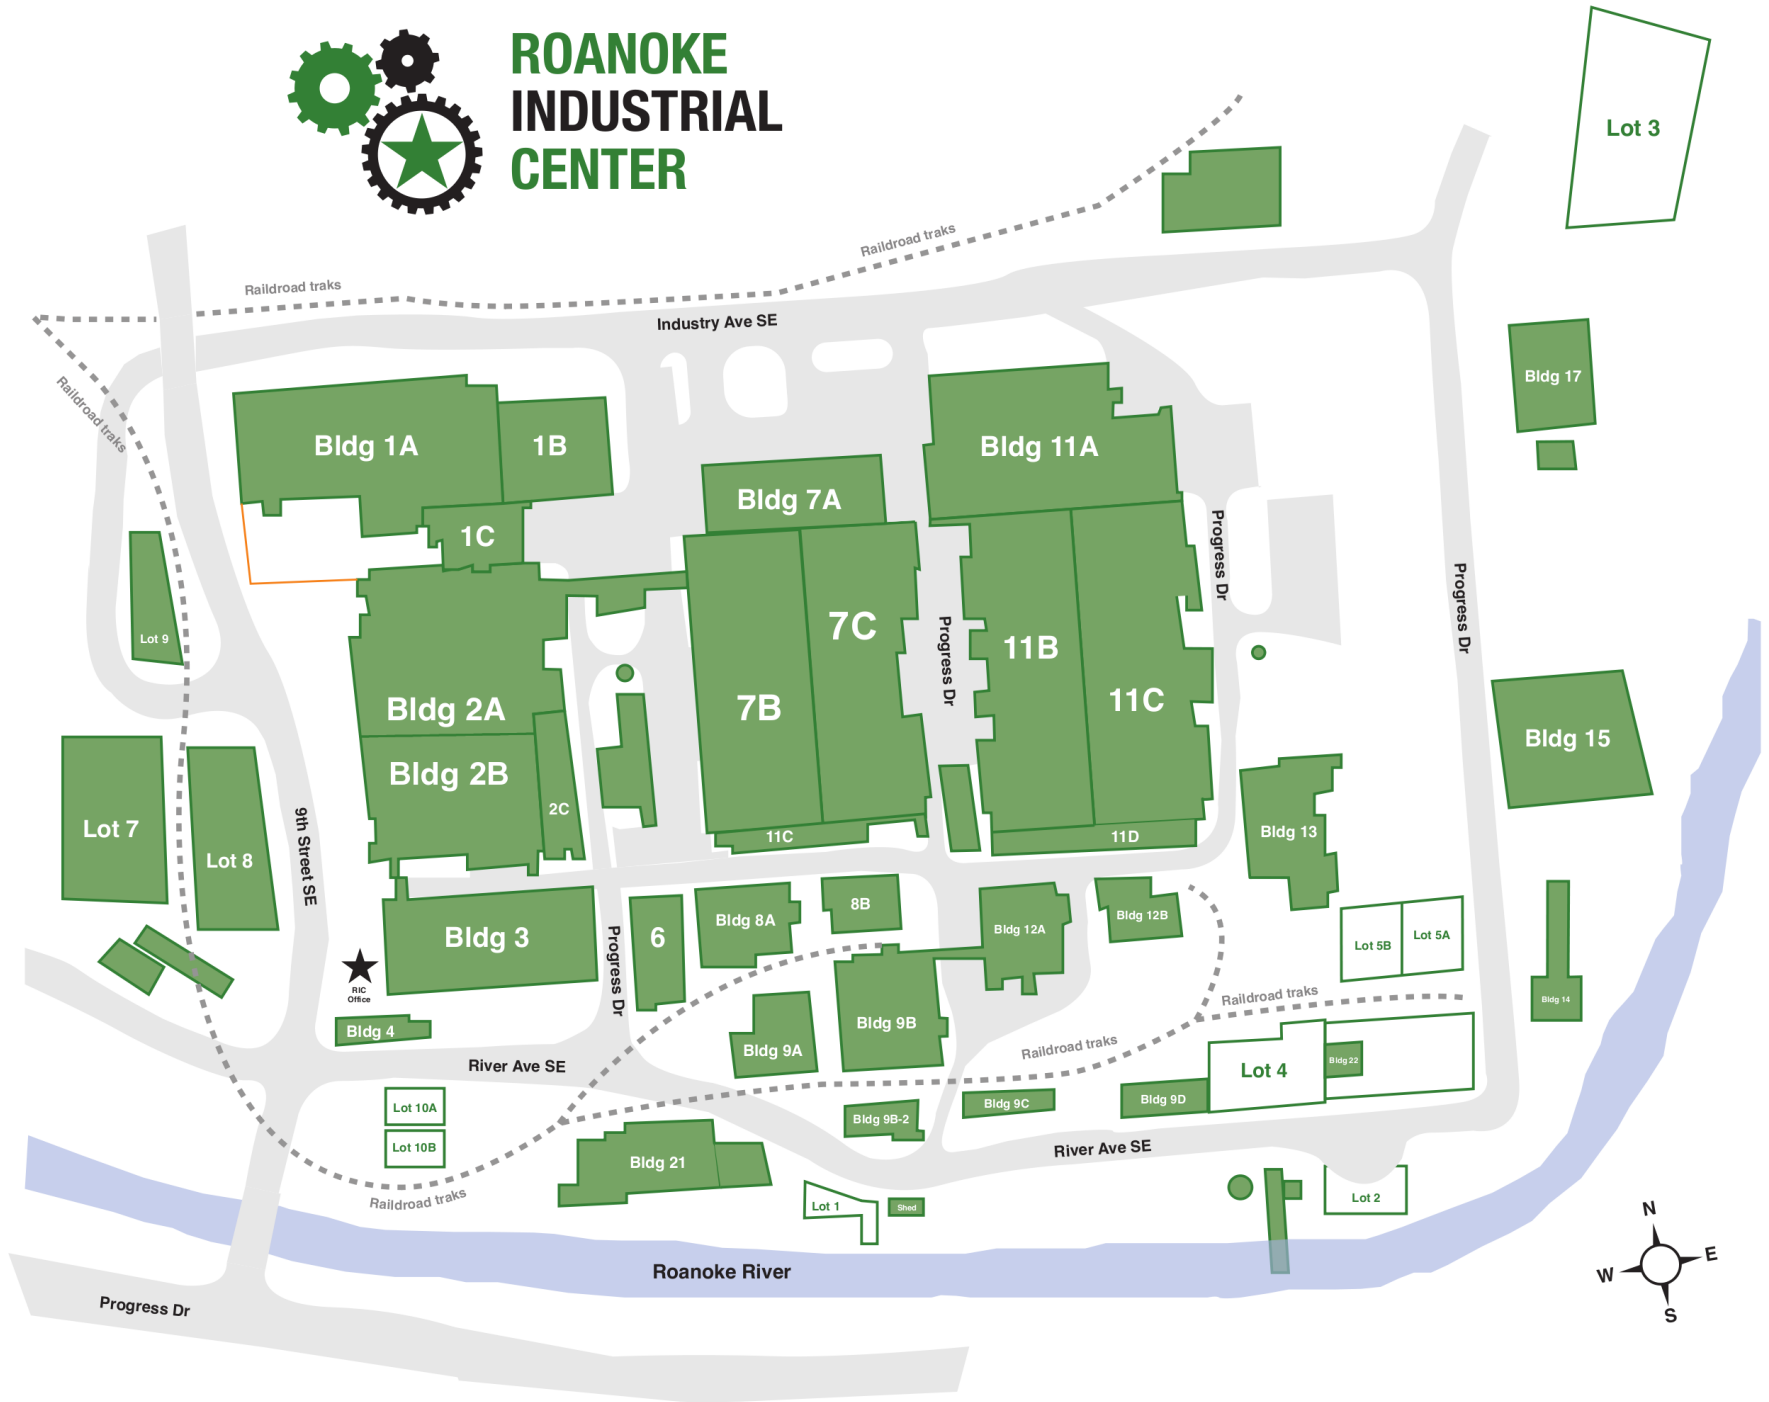 ROANOKE
INDUSTRIAL
CENTER
Lot 3
Raildroad traks
Raildroad traks
Industry Ave SE
Raildroad traks
Bldg 17
Bldg 1A
1B
Bldg 11A
Bldg 7A
1C
Progress Dr
Progress Dr
Lot 9
7C
11B
Progress Dr
Bldg 2A
7B
11C
Bldg 15
Bldg 2B
2C
Lot 7
Lot 8
9th Street SE
11C
11D
Bldg 13
Bldg 3
6
Bldg 8A
8B
Bldg 12A
Bldg 12B
Lot 5B
Lot 5A
RIC
Office
Progress Dr
Raildroad traks
Bldg 14
Bldg 4
Bldg 9B
Bldg 9A
Raildroad traks
River Ave SE
Lot 4
Bldg 22
Lot 10A
Bldg 9C
Bldg 9D
Bldg 9B-2
Lot 10B
River Ave SE
Bldg 21
Raildroad traks
Lot 1
Shed
Lot 2
Roanoke River
N
E
W
S
Progress Dr